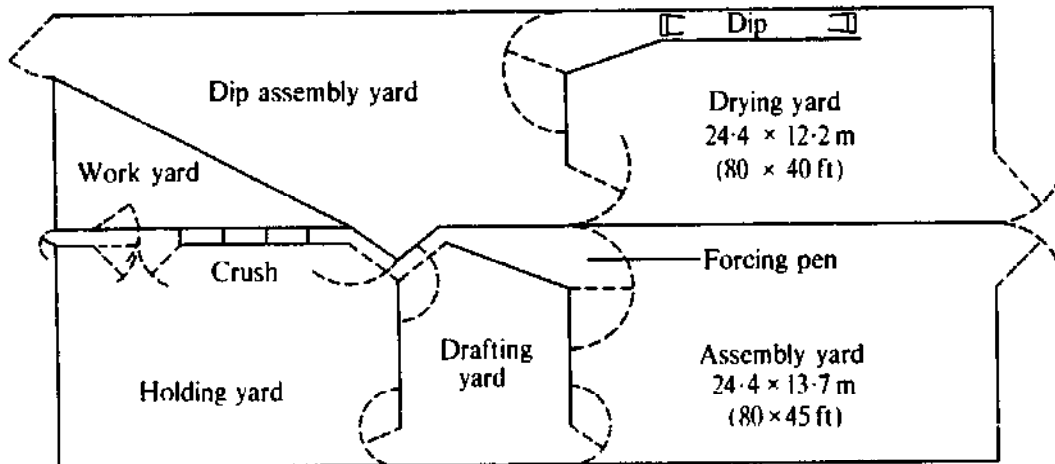 Dip
Dip assembly yard
Drying yard
24·4 × 12·2 m
(80 × 40 ft)
Work yard
Crush
Forcing pen
Holding yard
Drafting
yard
Assembly yard
24·4 × 13·7 m
(80 × 45 ft)